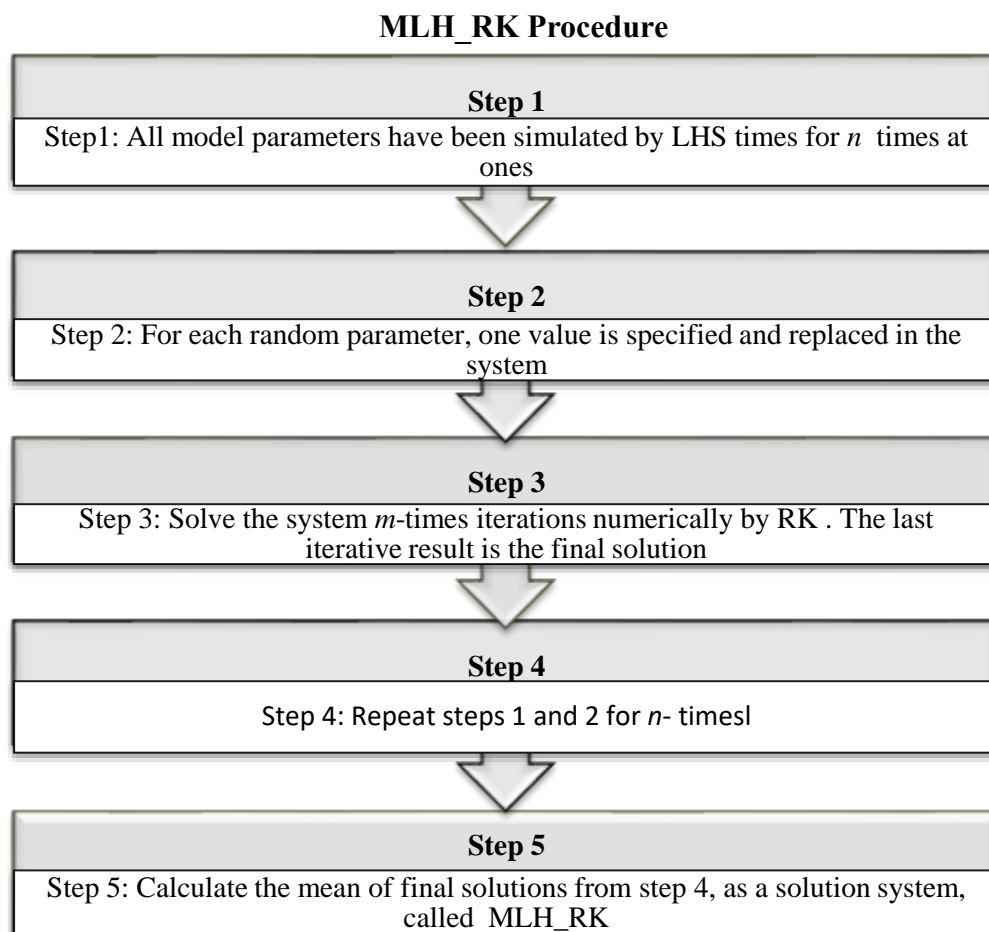 MLH_RK Procedure
Step 1
Step1: All model parameters have been simulated by LHS times for n times at
ones
Step 2
Step 2: For each random parameter, one value is specified and replaced in the
system
Step 3
Step 3: Solve the system m-times iterations numerically by RK . The last
iterative result is the final solution
Step 4
Step 4: Repeat steps 1 and 2 for n- timesl
Step 5
Step 5: Calculate the mean of final solutions from step 4, as a solution system,
called MLH_RK